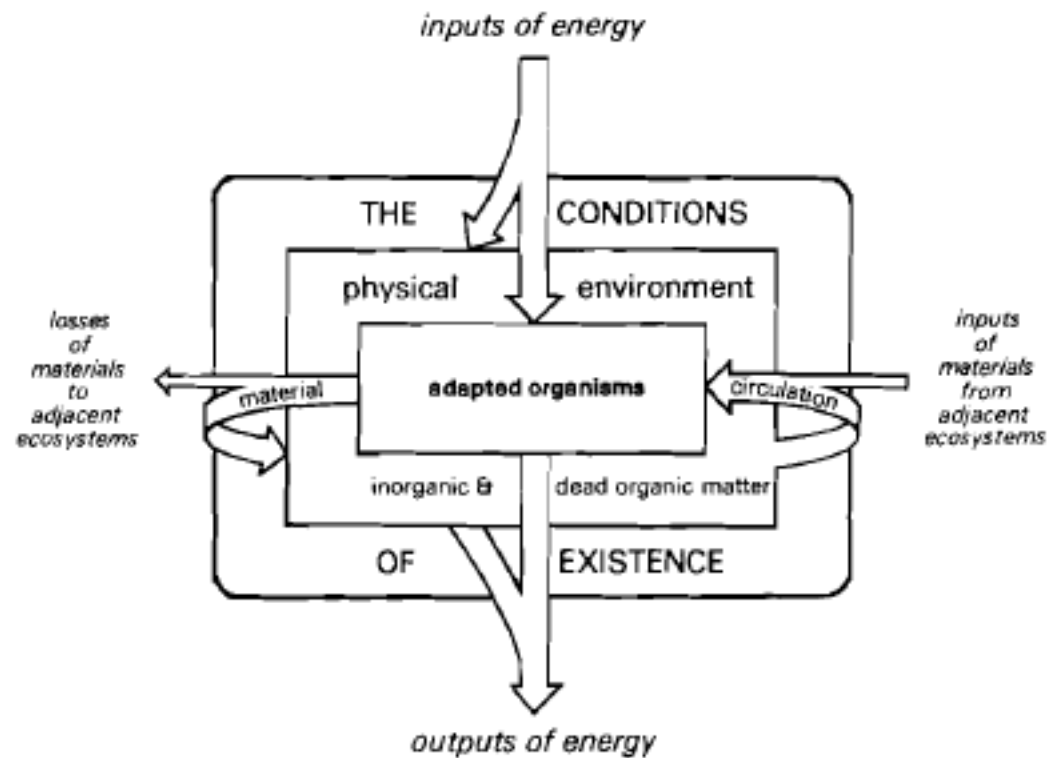 inputs of energy
THE CONDITIONS
physical environment
losses
of
materials
to
adjacent
ecosystems
material
adapted organisms
circulation
inputs
of
materials
from
adjacent
ecosystems
inorganic & dead organic matter
OF EXISTENCE
outputs of energy